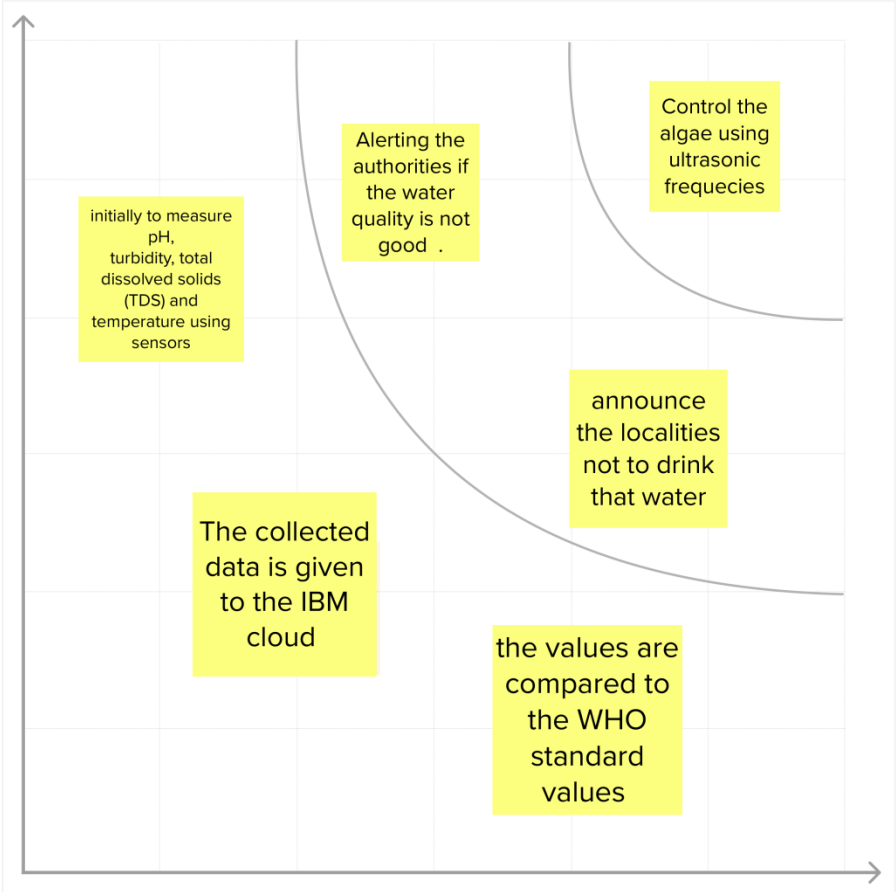 Control the
algae using
ultrasonic
frequecies
Alerting the
authorities if
the water
quality is not
good  .
initially to measure
pH,
turbidity, total
dissolved solids
(TDS) and
temperature using
sensors
announce
the localities
not to drink
that water
The collected
data is given
to the IBM
cloud
the values are
compared to
the WHO
standard
values